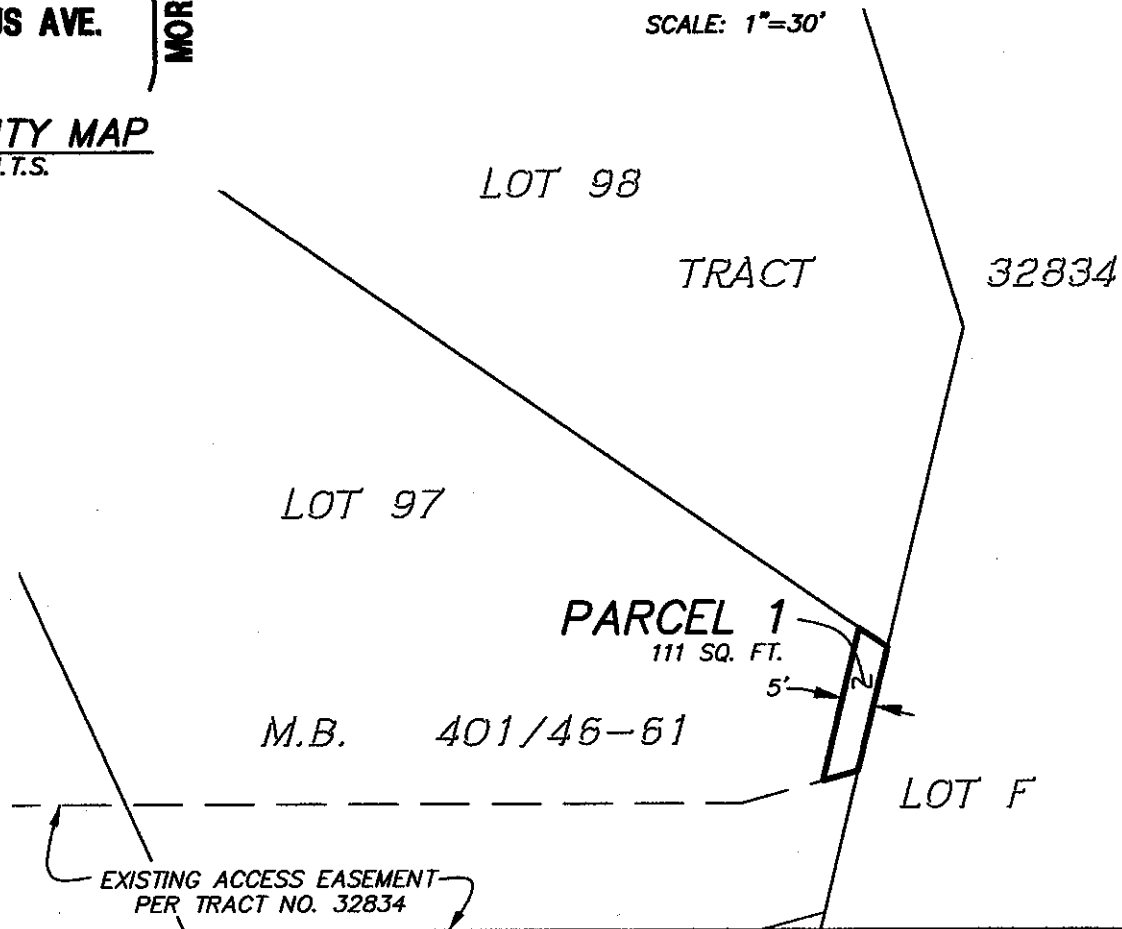 US AVE.
MOR
SCALE: 1"=30'
ITY MAP
.T.S.
LOT 98
TRACT 32834
LOT 97
PARCEL 1
111 SQ. FT.
5'
M.B. 401/46-61
LOT F
EXISTING ACCESS EASEMENT
PER TRACT NO. 32834